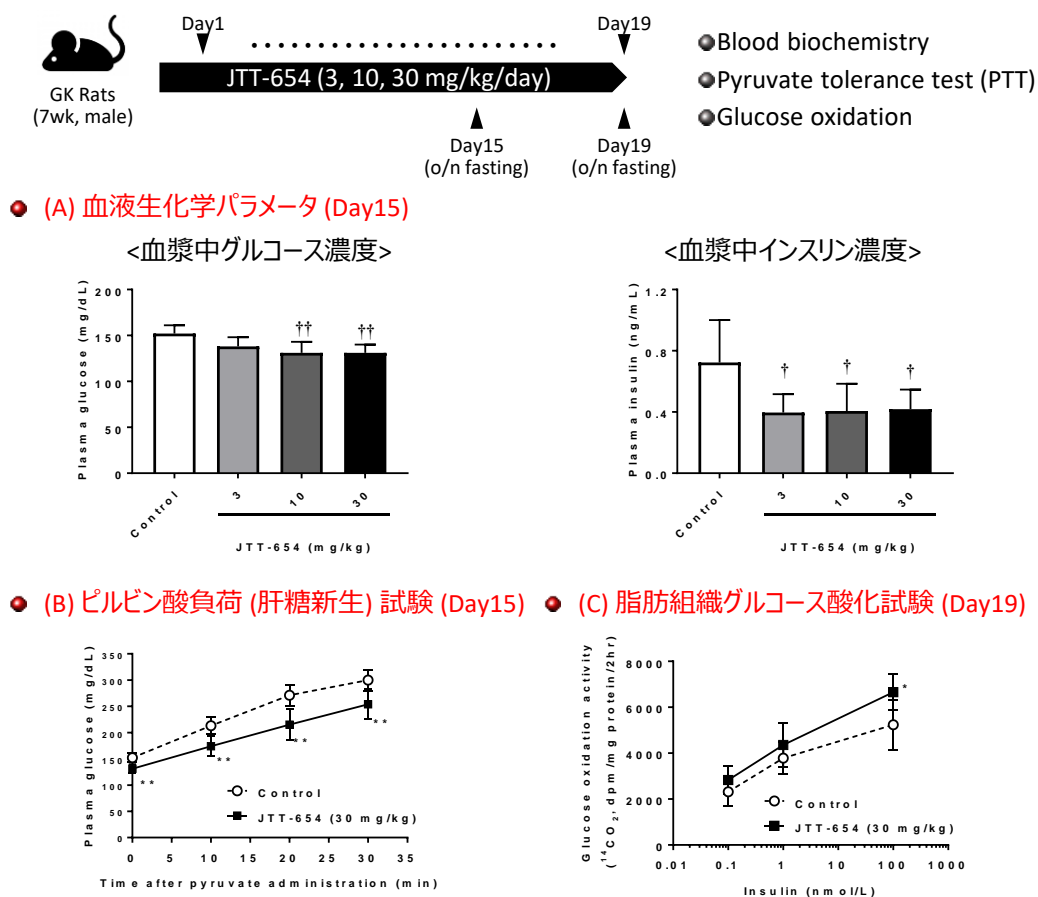 Day1
Day19
JTT-654 (3, 10, 30 mg/kg/day)
GK Rats
(7wk, male)
Day15
(o/n fasting)
Day19
(o/n fasting)
Blood biochemistry
Pyruvate tolerance test (PTT)
Glucose oxidation
(A) 血液生化学パラメータ (Day15)
<血漿中グルコース濃度>
Plasma glucose (mg/dL)
200
150
100
50
0
††
††
Control
3
10
30
JTT-654 (mg/kg)
<血漿中インスリン濃度>
Plasma insulin (ng/mL)
1.2
0.8
0.4
0.0
†
†
†
Control
3
10
30
JTT-654 (mg/kg)
(B) ピルビン酸負荷 (肝糖新生) 試験 (Day15)
Plasma glucose (mg/dL)
350
300
250
200
150
100
50
0
**
**
**
**
Control
JTT-654 (30 mg/kg)
0 5 10 15 20 25 30 35
Time after pyruvate administration (min)
(C) 脂肪組織グルコース酸化試験 (Day19)
Glucose oxidation activity
(¹⁴CO₂, dpm/mg protein/2hr)
8000
6000
4000
2000
0
*
Control
JTT-654 (30 mg/kg)
0.01 0.1 1 10 100 1000
Insulin (nmol/L)